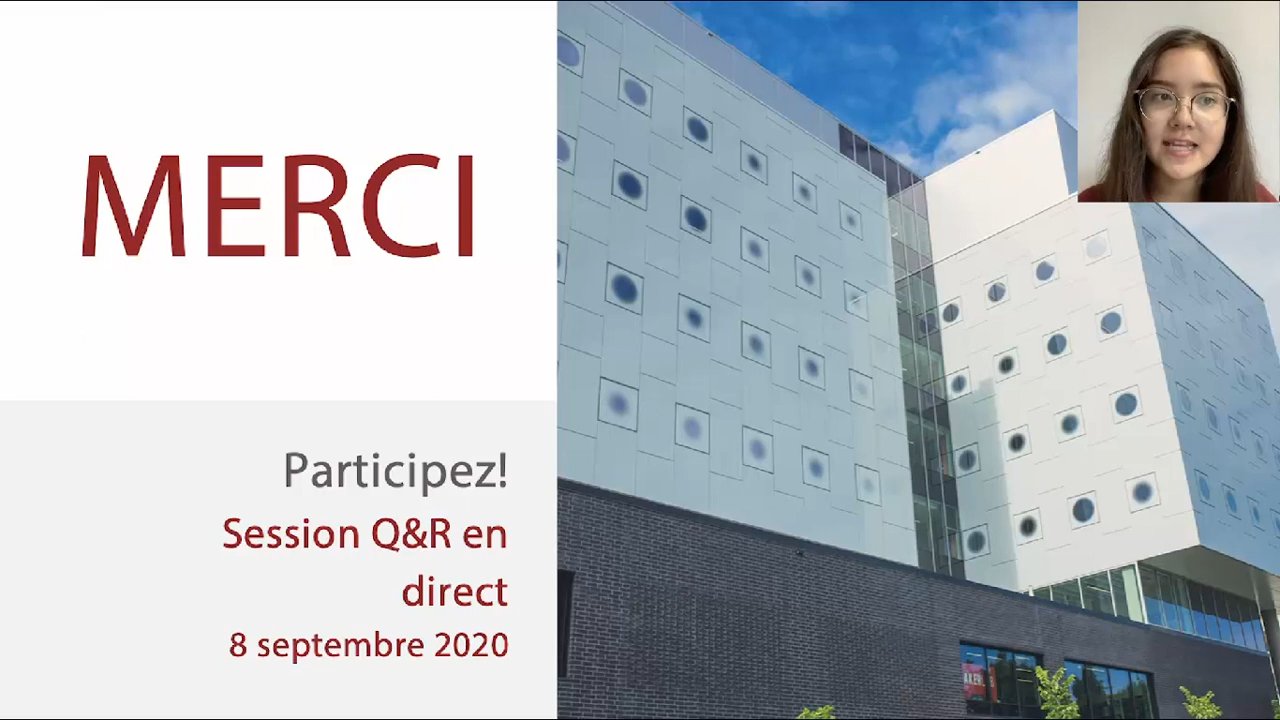 MERCI
Participez!
Session Q&R en
direct
8 septembre 2020